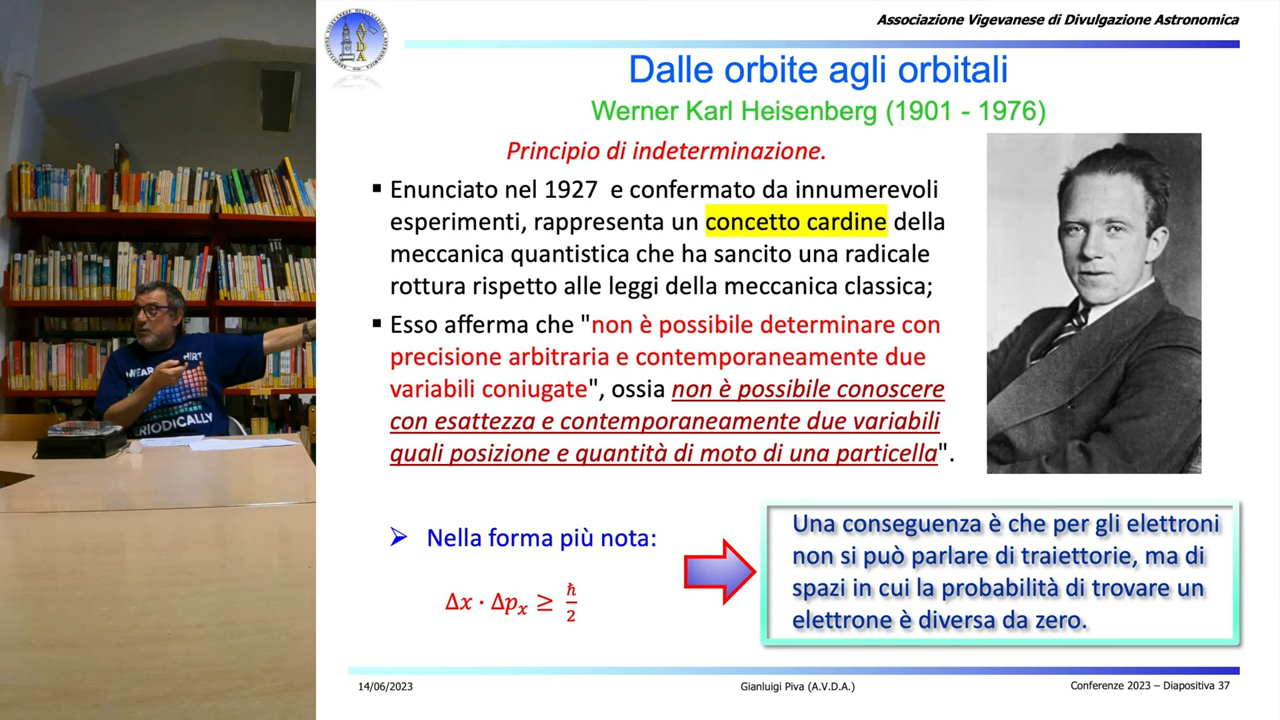 Associazione Vigevanese di Divulgazione Astronomica
A.V.D.A.
Dalle orbite agli orbitali
Werner Karl Heisenberg (1901 - 1976)
Principio di indeterminazione.
▪ Enunciato nel 1927 e confermato da innumerevoli
esperimenti, rappresenta un concetto cardine della
meccanica quantistica che ha sancito una radicale
rottura rispetto alle leggi della meccanica classica;
▪ Esso afferma che "non è possibile determinare con
precisione arbitraria e contemporaneamente due
variabili coniugate", ossia non è possibile conoscere
con esattezza e contemporaneamente due variabili
quali posizione e quantità di moto di una particella".
➢ Nella forma più nota:
Δx · Δpₓ ≥ ħ/2
Una conseguenza è che per gli elettroni
non si può parlare di traiettorie, ma di
spazi in cui la probabilità di trovare un
elettrone è diversa da zero.
14/06/2023
Gianluigi Piva (A.V.D.A.)
Conferenze 2023 – Diapositiva 37